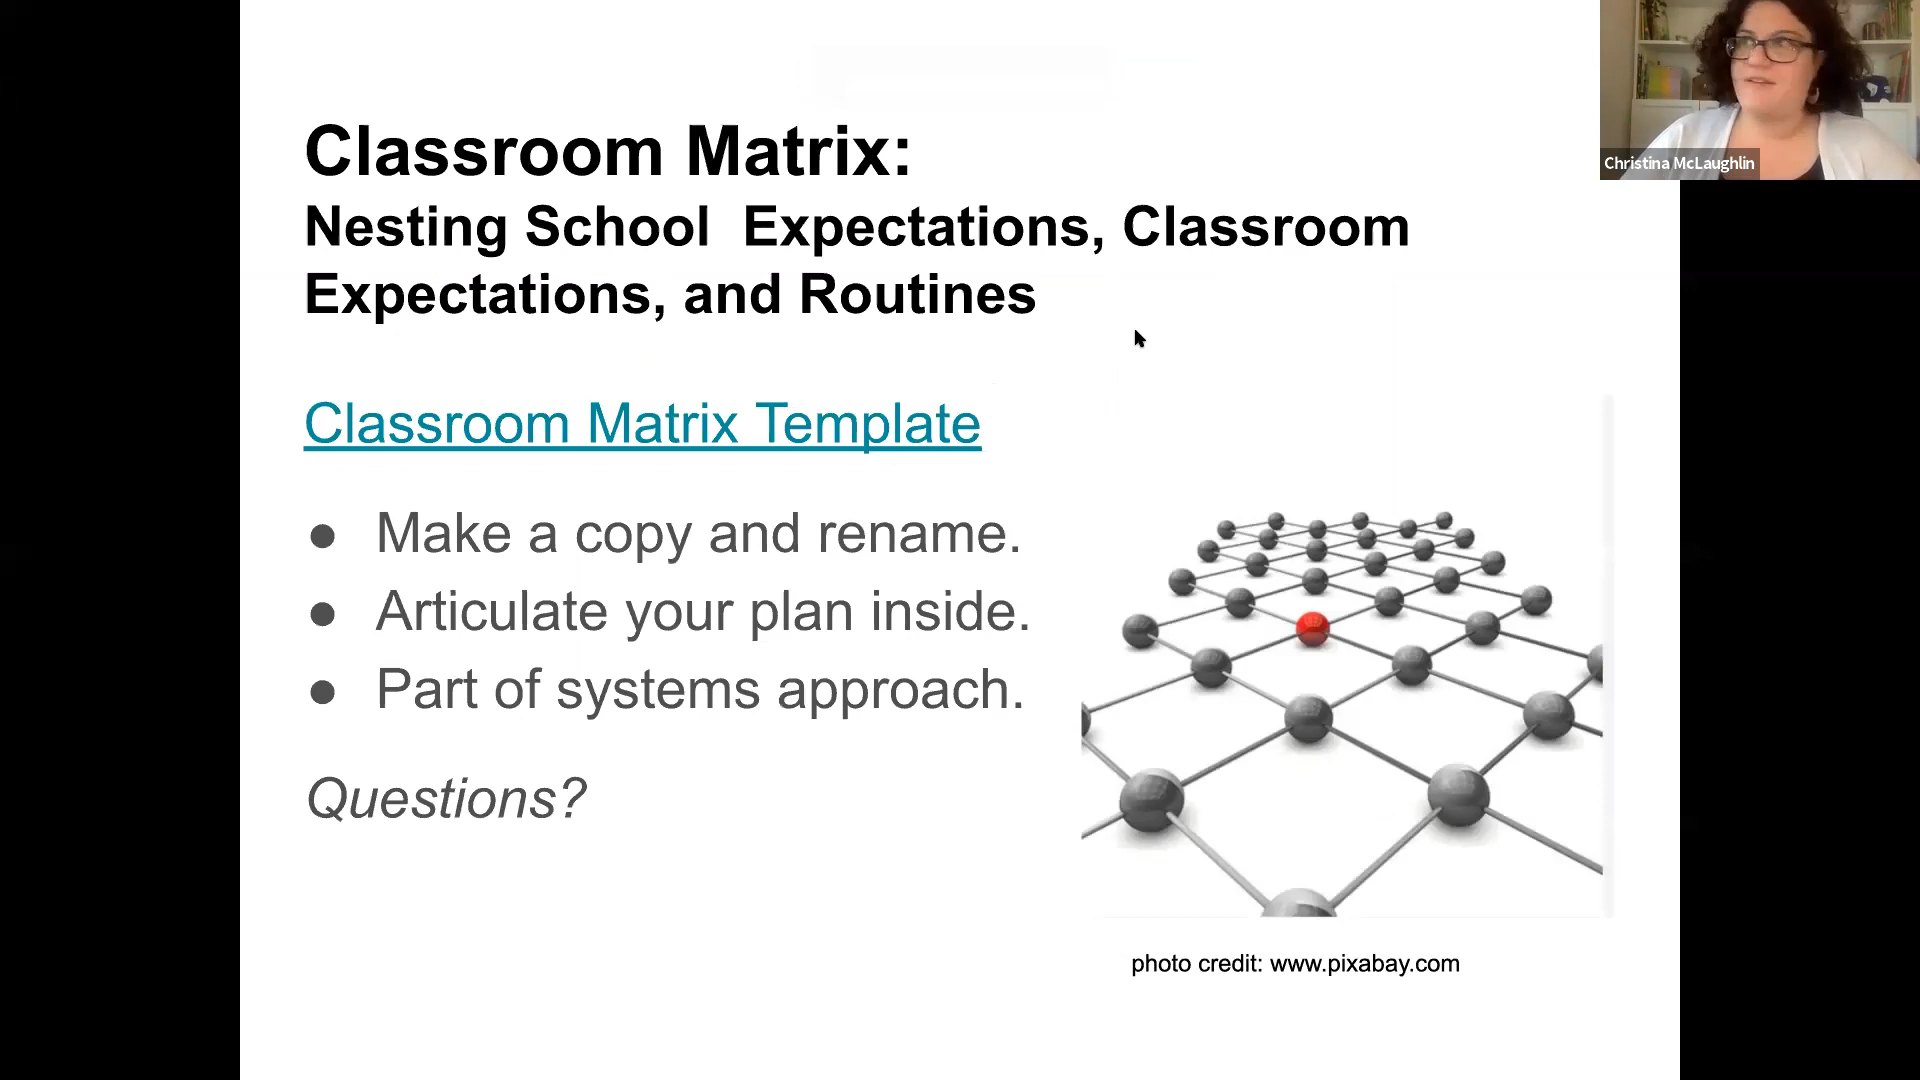 Classroom Matrix:
Nesting School  Expectations, Classroom
Expectations, and Routines
Classroom Matrix Template
● Make a copy and rename.
● Articulate your plan inside.
● Part of systems approach.
Questions?
photo credit: www.pixabay.com
Christina McLaughlin